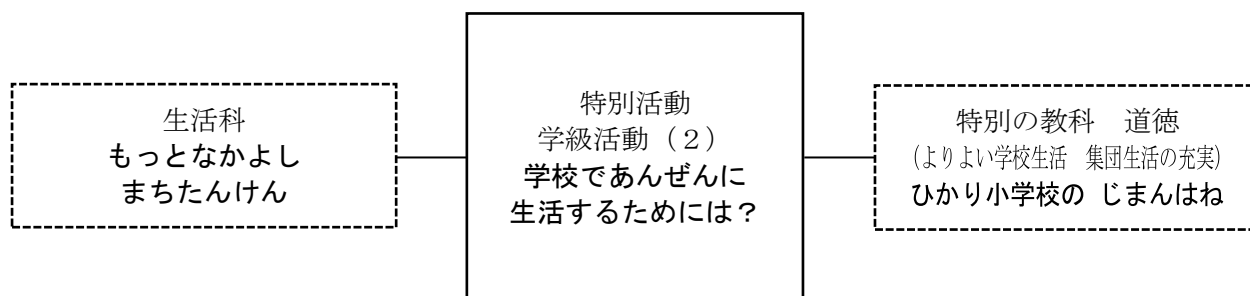 生活科
もっとなかよし
まちたんけん
特別活動
学級活動（２）
学校であんぜんに
生活するためには？
特別の教科　道徳
(よりよい学校生活　集団生活の充実)
ひかり小学校の じまんはね